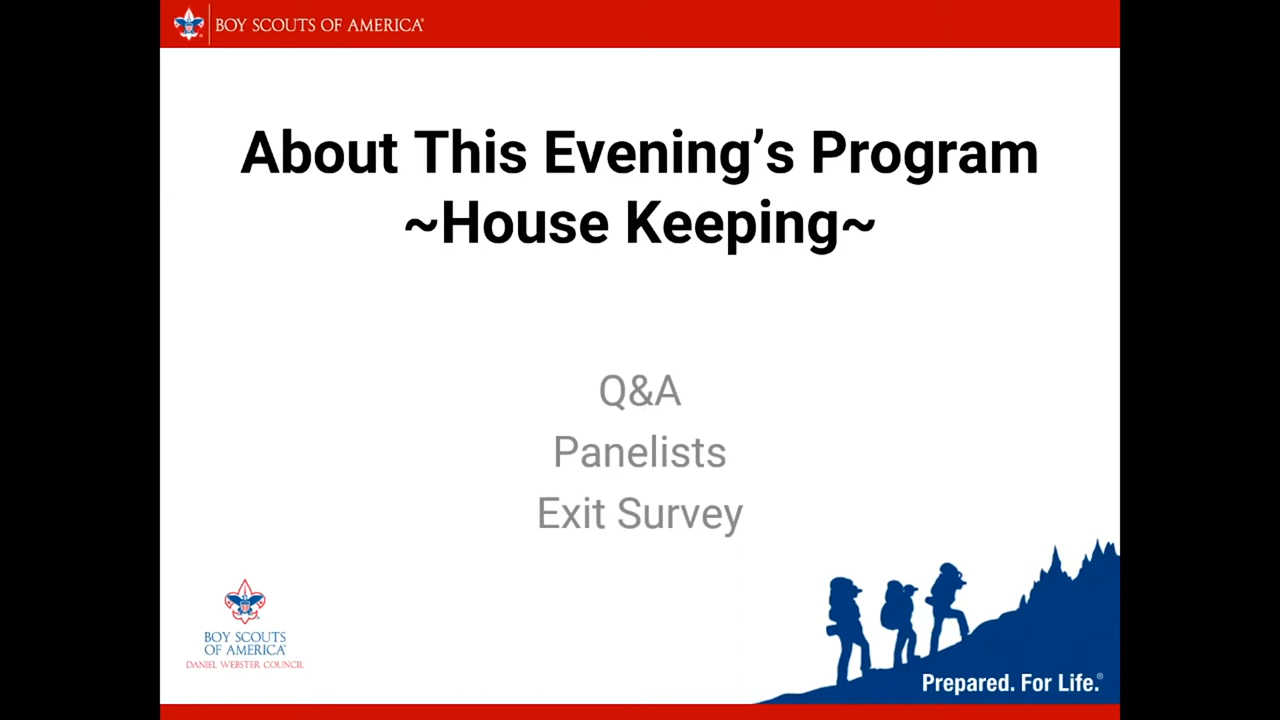 BOY SCOUTS OF AMERICA®
About This Evening’s Program
~House Keeping~
Q&A
Panelists
Exit Survey
BOY SCOUTS
OF AMERICA®
DANIEL WEBSTER COUNCIL
Prepared. For Life.®